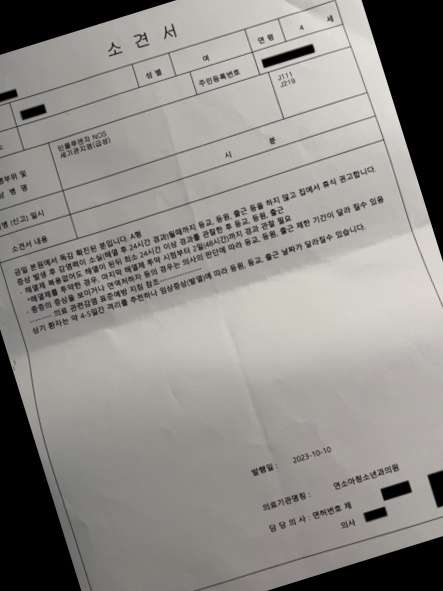 소 견 서
성 별 여 연 령 4 세
주민등록번호
J111
J219
인플루엔자 NOS
세기관지염(급성)
시 분
(신고) 일시
소견서 내용
금일 본원에서 독감 확진된 분입니다. A형
증상 발생 후 감염력이 소실(해열 후 24시간 경과)될때까지 등교, 등원, 출근 등을 하지 않고 집에서 휴식 권고합니다.
- 해열제 복용없어도 해열이 된뒤 최소 24시간 이상 경과를 관찰한 후 등교, 등원, 출근
*해열제를 투약한 경우, 마지막 해열제 투약 시점부터 2일(48시간)까지 경과 관찰 필요
- 중증의 증상을 보이거나 면역저하자 등의 경우는 의사의 판단에 따라 등교, 등원, 출근 제한 기간이 달라 질수 있음
--------- 의료 관련감염 표준예방 지침 참조--------------
상기 환자는 약 4-5일간 격리를 추천하나 임상증상(발열)에 따라 등원, 등교, 출근 날짜가 달라질수 있습니다.
발행일 : 2023-10-10
의료기관명칭 : 연소아청소년과의원
담 당 의 사 : 면허번호 제
의사